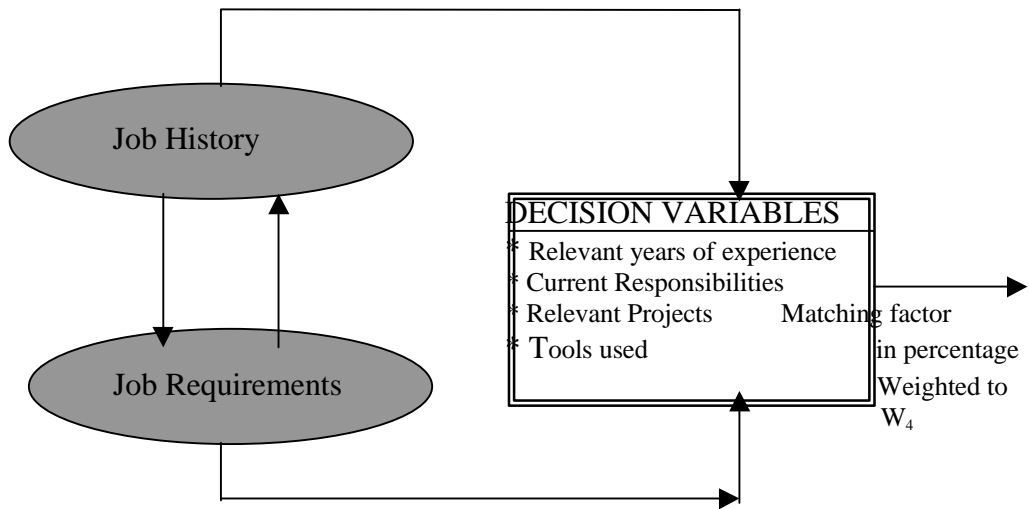 Job History
DECISION VARIABLES
* Relevant years of experience
* Current Responsibilities
* Relevant Projects
* Tools used
Matching factor
in percentage
Weighted to
W₄
Job Requirements